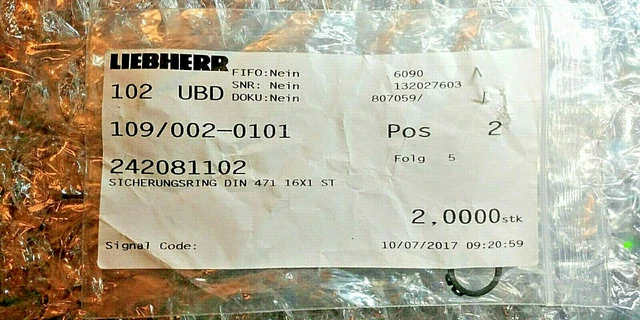 LIEBHERR FIFO:Nein 6090
102 UBD SNR: Nein 132027603
DOKU:Nein 807059/
109/002-0101 Pos 2
242081102 Folg 5
SICHERUNGSRING DIN 471 16X1 ST
2,0000stk
Signal Code: 10/07/2017 09:20:59